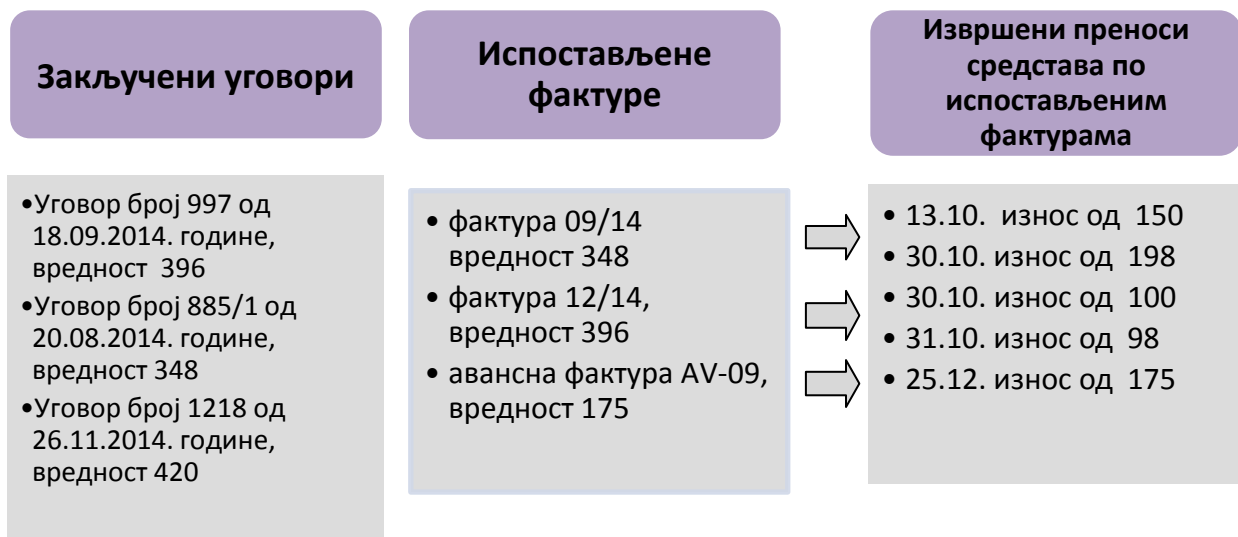 Закључени уговори
•Уговор број 997 од
18.09.2014. године,
вредност 396
•Уговор број 885/1 од
20.08.2014. године,
вредност 348
•Уговор број 1218 од
26.11.2014. године,
вредност 420
Испостављене
фактуре
• фактура 09/14
вредност 348
• фактура 12/14,
вредност 396
• авансна фактура AV-09,
вредност 175
Извршени преноси
средстава по
испостављеним
фактурама
• 13.10. износ од 150
• 30.10. износ од 198
• 30.10. износ од 100
• 31.10. износ од 98
• 25.12. износ од 175